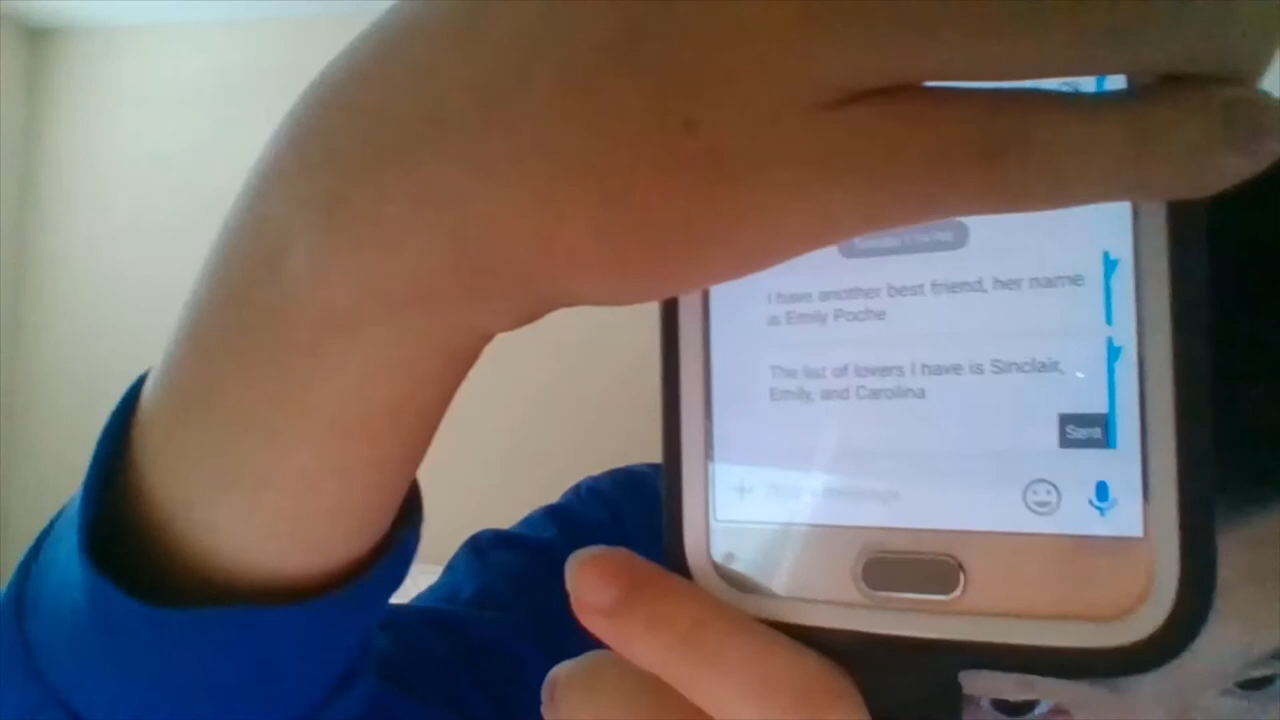 I have another best friend, her name
is Emily Poche
The list of lovers I have is Sinclair,
Emily, and Carolina
Sent
message